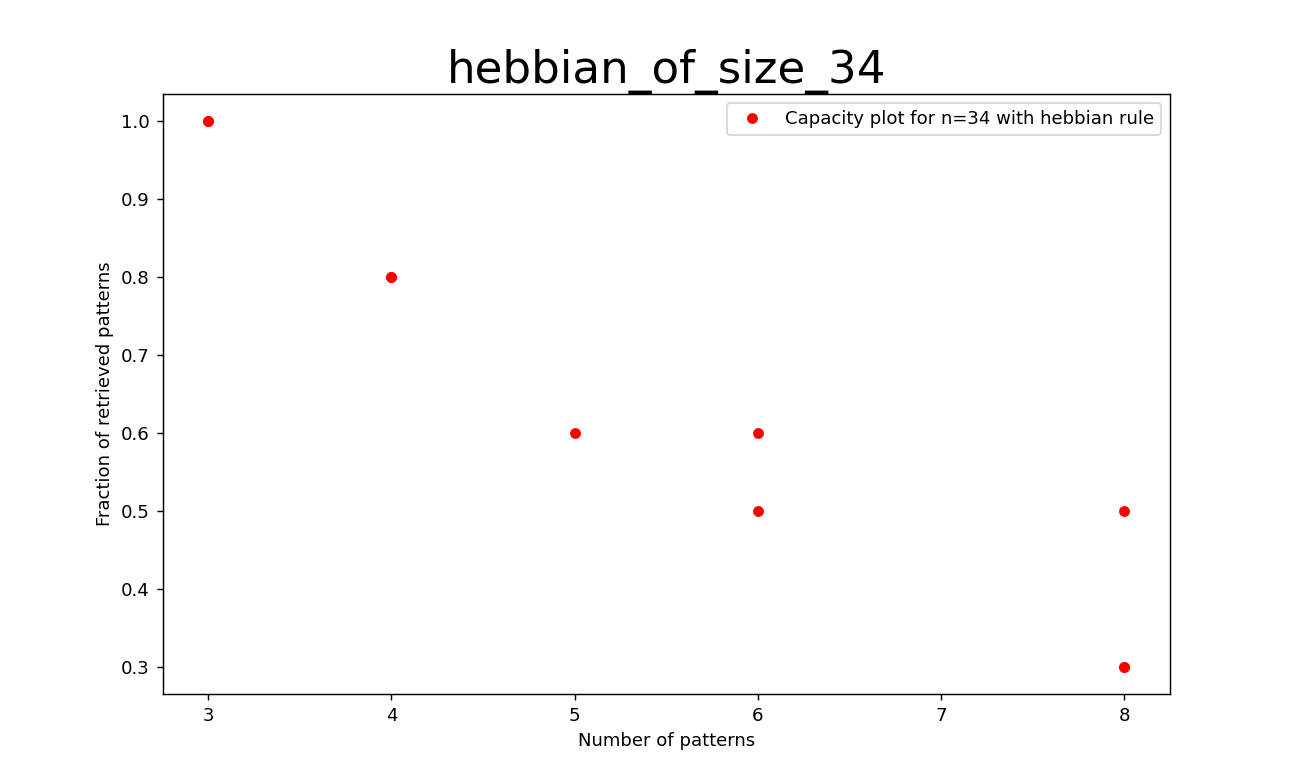 hebbian_of_size_34
Capacity plot for n=34 with hebbian rule
1.0
0.9
0.8
0.7
0.6
0.5
0.4
0.3
Fraction of retrieved patterns
3 4 5 6 7 8
Number of patterns